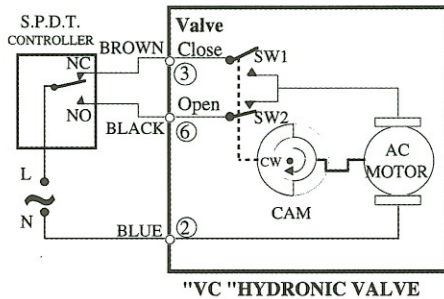 S.P.D.T.
CONTROLLER
Valve
BROWN
Close
NC
3
SW1
NO
Open
BLACK
6
SW2
L
CW
AC
MOTOR
N
CAM
BLUE
2
"VC "HYDRONIC VALVE